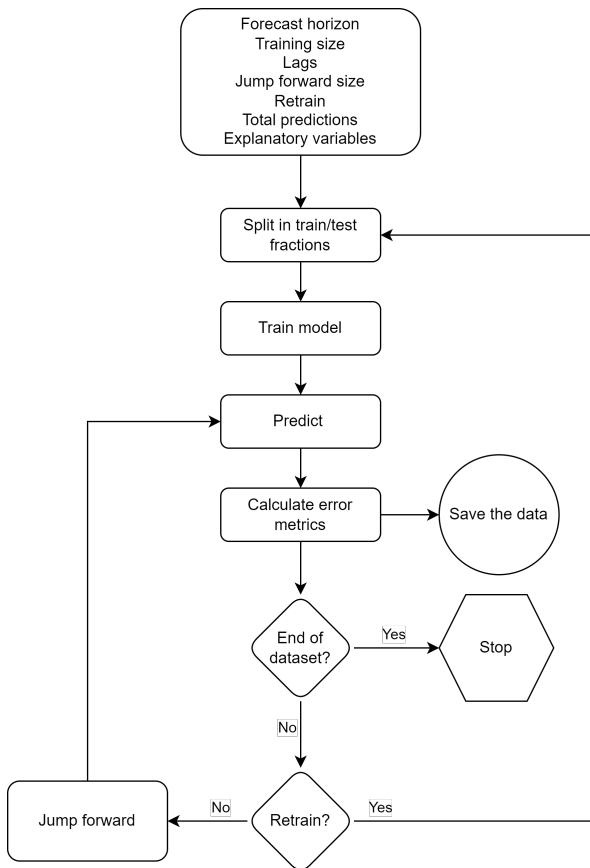 Forecast horizon
Training size
Lags
Jump forward size
Retrain
Total predictions
Explanatory variables
Split in train/test
fractions
Train model
Predict
Calculate error
metrics
Save the data
End of
dataset?
Yes
Stop
No
Jump forward
No
Retrain?
Yes